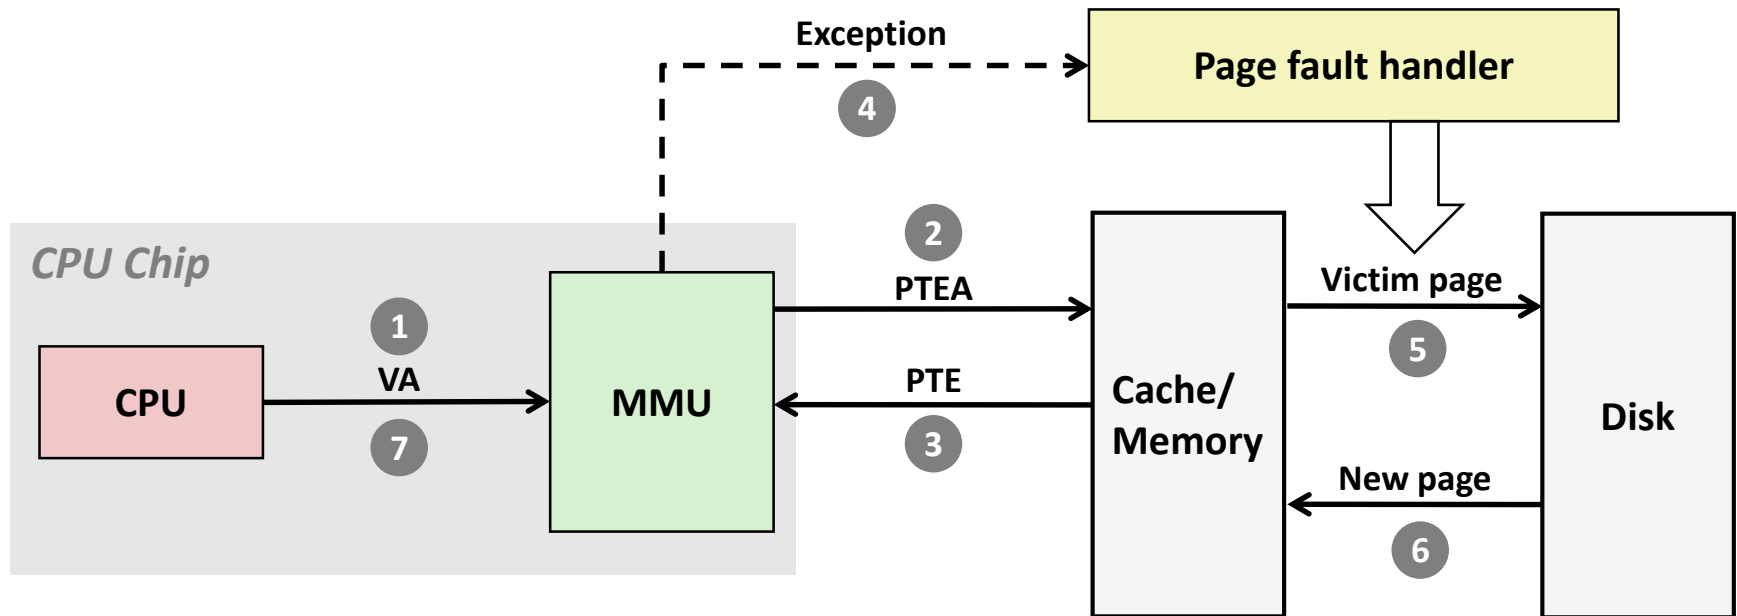 Exception
Page fault handler
4
2
CPU Chip
PTEA
Victim page
1
5
VA
PTE
CPU
MMU
Cache/
Memory
Disk
7
3
New page
6